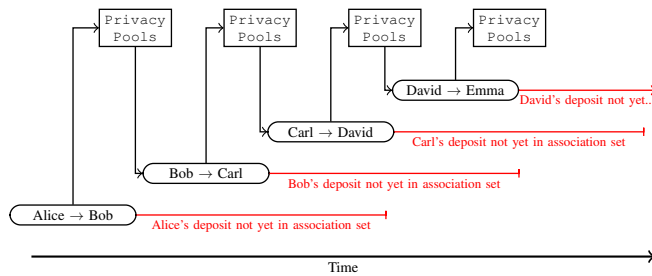 Privacy Pools
Privacy Pools
Privacy Pools
Privacy Pools
David → Emma
David's deposit not yet..
Carl → David
Carl's deposit not yet in association set
Bob → Carl
Bob's deposit not yet in association set
Alice → Bob
Alice's deposit not yet in association set
Time